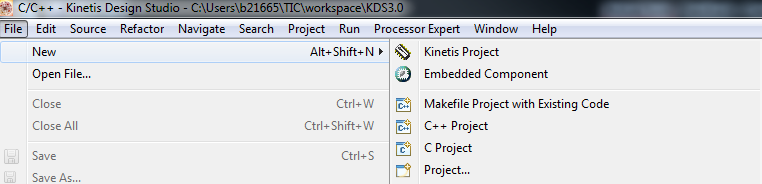 C/C++ - Kinetis Design Studio - C:\Users\b21665\TIC\workspace\KDS3.0
File Edit Source Refactor Navigate Search Project Run Processor Expert Window Help
New Alt+Shift+N
Kinetis Project
Open File...
Embedded Component
Close Ctrl+W
Makefile Project with Existing Code
Close All Ctrl+Shift+W
C++ Project
Save Ctrl+S
C Project
Save As...
Project...